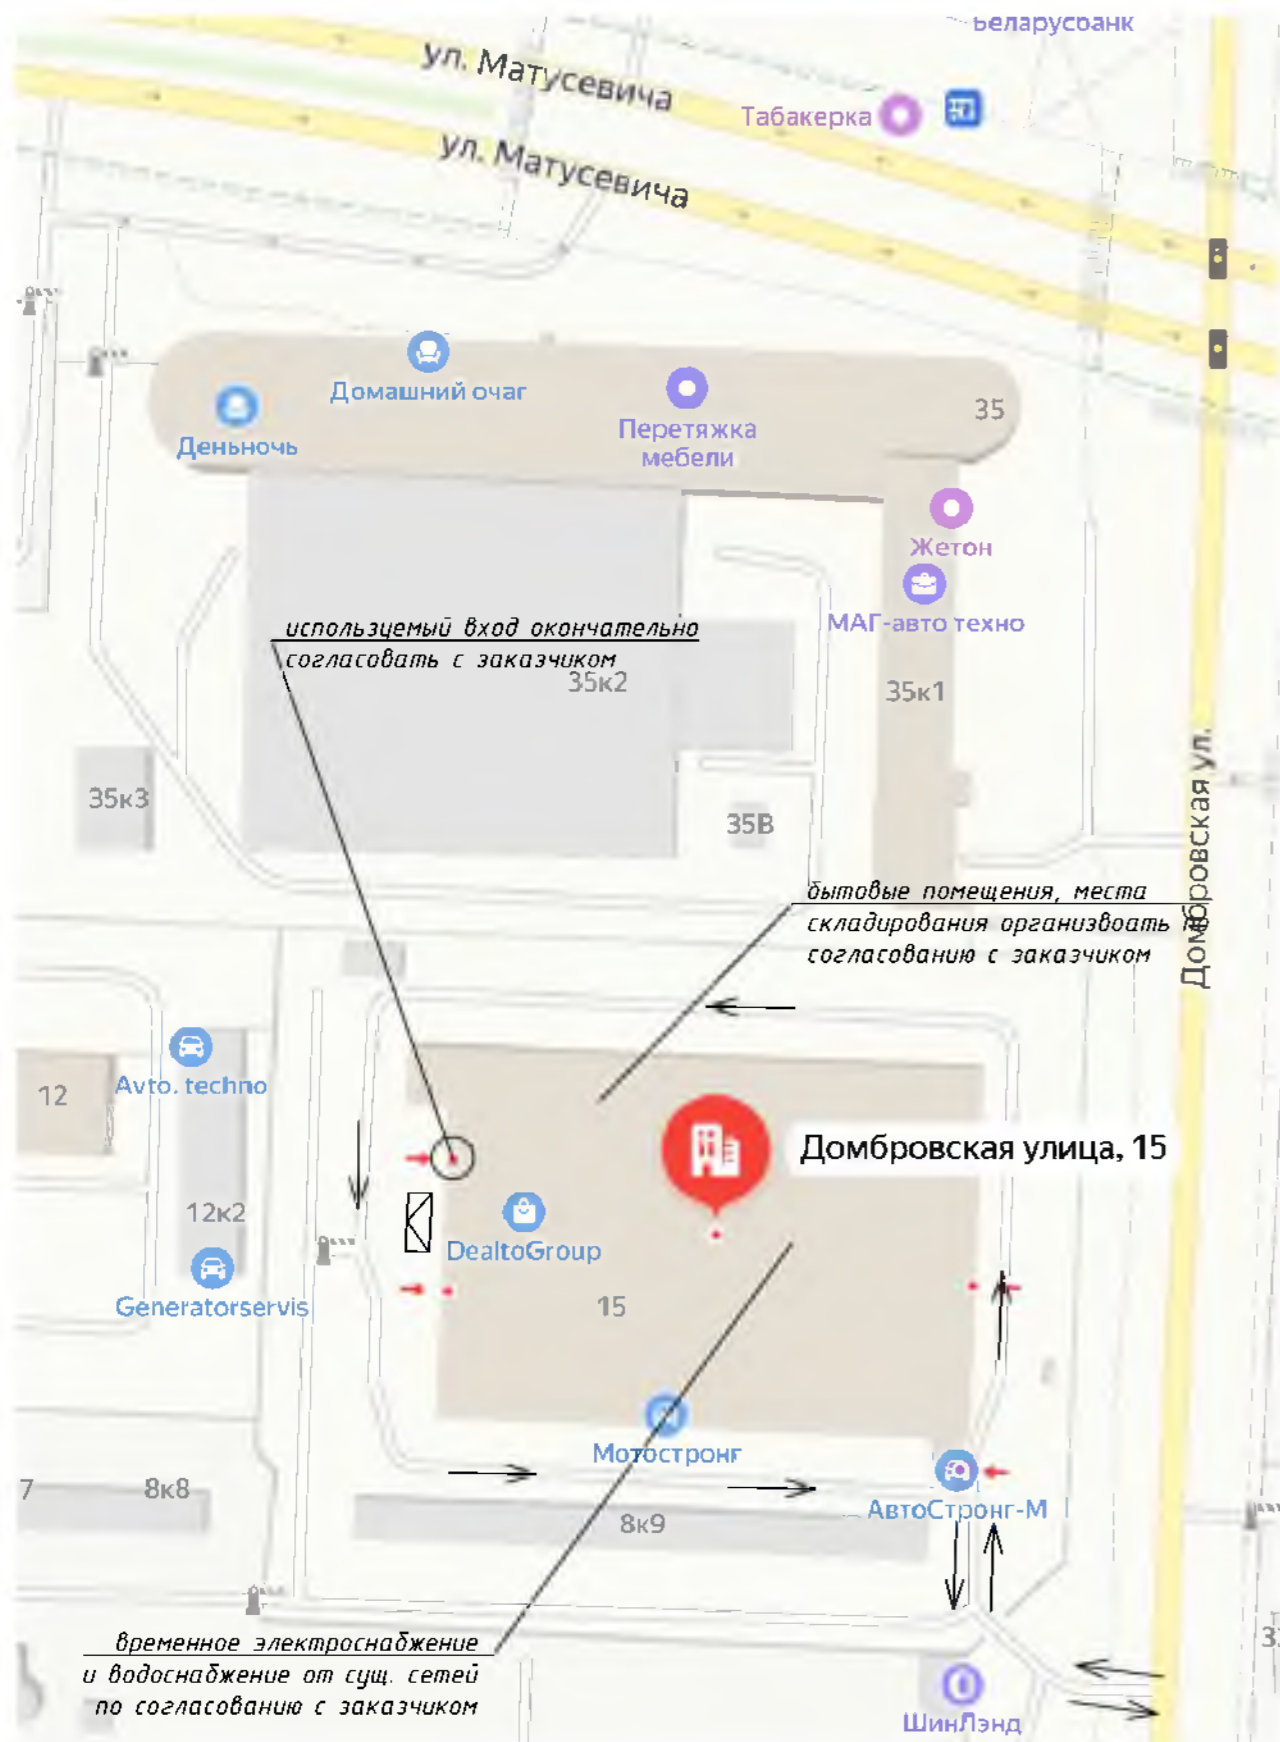 Беларусбанк
ул. Матусевича
Табакерка
ул. Матусевича
Домашний очаг
Деньночь
Перетяжка
мебели
35
Жетон
МАГ-авто техно
используемый вход окончательно
согласовать с заказчиком
35к2
35к1
35к3
35В
Домбровская ул.
бытовые помещения, места
складирования организвоать по
согласованию с заказчиком
12
Avto. techno
Домбровская улица, 15
12к2
DealtoGroup
Generatorservis
15
Мотостронг
7
8к8
АвтоСтронг-М
8к9
временное электроснабжение
и водоснабжение от сущ. сетей
по согласованию с заказчиком
ШинЛэнд